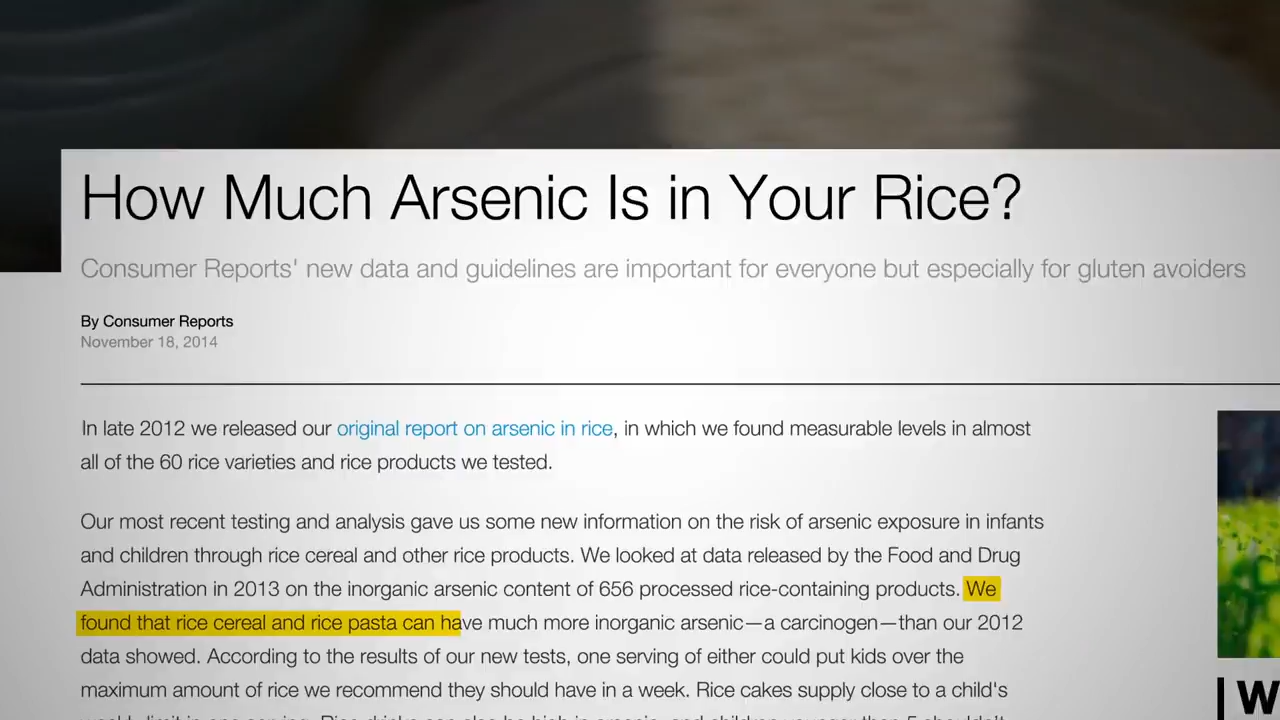 How Much Arsenic Is in Your Rice?
Consumer Reports' new data and guidelines are important for everyone but especially for gluten avoiders
By Consumer Reports
November 18, 2014
In late 2012 we released our original report on arsenic in rice, in which we found measurable levels in almost
all of the 60 rice varieties and rice products we tested.
Our most recent testing and analysis gave us some new information on the risk of arsenic exposure in infants
and children through rice cereal and other rice products. We looked at data released by the Food and Drug
Administration in 2013 on the inorganic arsenic content of 656 processed rice-containing products. We
found that rice cereal and rice pasta can have much more inorganic arsenic—a carcinogen—than our 2012
data showed. According to the results of our new tests, one serving of either could put kids over the
maximum amount of rice we recommend they should have in a week. Rice cakes supply close to a child's
W